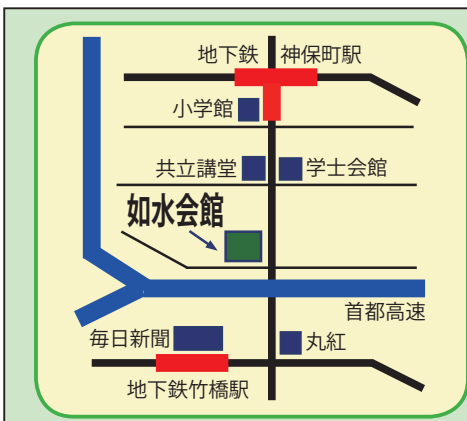 地下鉄 神保町駅
小学館
共立講堂
学士会館
如水会館
首都高速
毎日新聞
丸紅
地下鉄竹橋駅